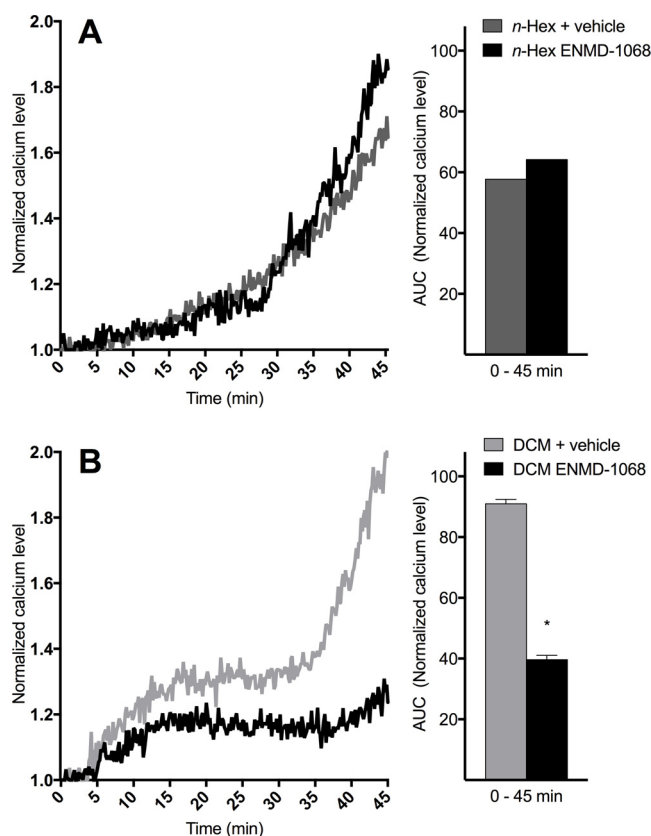 A
Normalized calcium level
2.0
1.8
1.6
1.4
1.2
1.0
0 5 10 15 20 25 30 35 40 45
Time (min)
n-Hex + vehicle
n-Hex ENMD-1068
AUC (Normalized calcium level)
100
80
60
40
20
0 - 45 min
B
Normalized calcium level
2.0
1.8
1.6
1.4
1.2
1.0
0 5 10 15 20 25 30 35 40 45
Time (min)
DCM + vehicle
DCM ENMD-1068
AUC (Normalized calcium level)
100
80
60
40
20
*
0 - 45 min